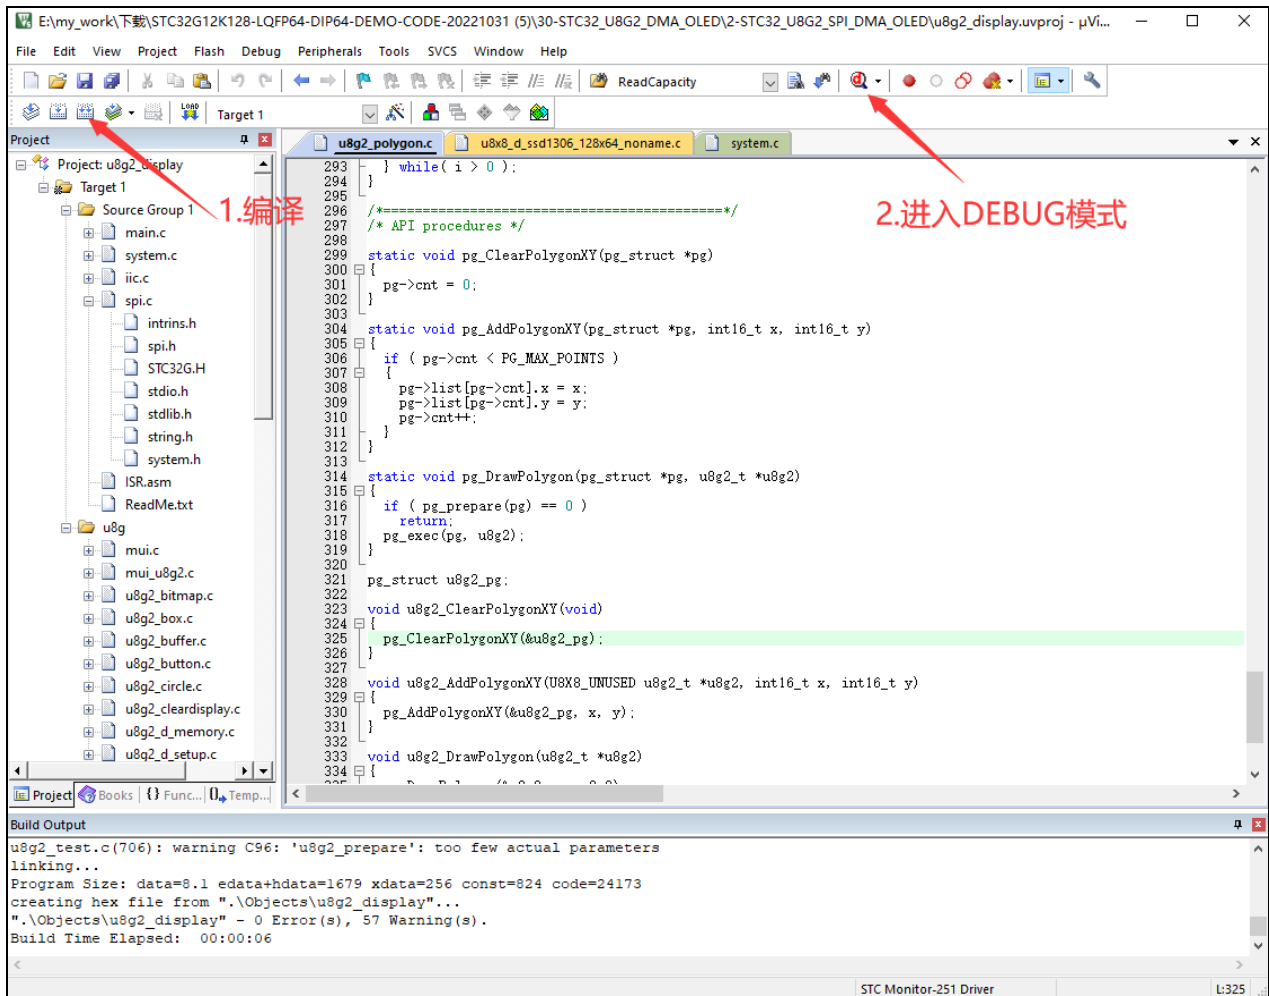 E:\my_work\下载\STC32G12K128-LQFP64-DIP64-DEMO-CODE-20221031 (5)\30-STC32_U8G2_DMA_OLED\2-STC32_U8G2_SPI_DMA_OLED\u8g2_display.uvproj - µVi...
File Edit View Project Flash Debug Peripherals Tools SVCS Window Help
ReadCapacity
LOAD
Target 1
Project
u8g2_polygon.c
u8x8_d_ssd1306_128x64_noname.c
system.c
Project: u8g2_display
Target 1
Source Group 1
main.c
system.c
iic.c
spi.c
intrins.h
spi.h
STC32G.H
stdio.h
stdlib.h
string.h
system.h
ISR.asm
ReadMe.txt
u8g
mui.c
mui_u8g2.c
u8g2_bitmap.c
u8g2_box.c
u8g2_buffer.c
u8g2_button.c
u8g2_circle.c
u8g2_cleardisplay.c
u8g2_d_memory.c
u8g2_d_setup.c
Project Books {} Func... Temp...
1.编译
2.进入DEBUG模式
293 } while( i > 0 );
294 }
295
296 /*===========================================*/
297 /* API procedures */
298
299 static void pg_ClearPolygonXY(pg_struct *pg)
300 {
301 pg->cnt = 0;
302 }
303
304 static void pg_AddPolygonXY(pg_struct *pg, int16_t x, int16_t y)
305 {
306 if ( pg->cnt < PG_MAX_POINTS )
307 {
308 pg->list[pg->cnt].x = x;
309 pg->list[pg->cnt].y = y;
310 pg->cnt++;
311 }
312 }
313
314 static void pg_DrawPolygon(pg_struct *pg, u8g2_t *u8g2)
315 {
316 if ( pg_prepare(pg) == 0 )
317 return;
318 pg_exec(pg, u8g2);
319 }
320
321 pg_struct u8g2_pg;
322
323 void u8g2_ClearPolygonXY(void)
324 {
325 pg_ClearPolygonXY(&u8g2_pg);
326 }
327
328 void u8g2_AddPolygonXY(U8X8_UNUSED u8g2_t *u8g2, int16_t x, int16_t y)
329 {
330 pg_AddPolygonXY(&u8g2_pg, x, y);
331 }
332
333 void u8g2_DrawPolygon(u8g2_t *u8g2)
334 {
Build Output
u8g2_test.c(706): warning C96: 'u8g2_prepare': too few actual parameters
linking...
Program Size: data=8.1 edata+hdata=1679 xdata=256 const=824 code=24173
creating hex file from ".\Objects\u8g2_display"...
".\Objects\u8g2_display" - 0 Error(s), 57 Warning(s).
Build Time Elapsed:  00:00:06
STC Monitor-251 Driver
L:325